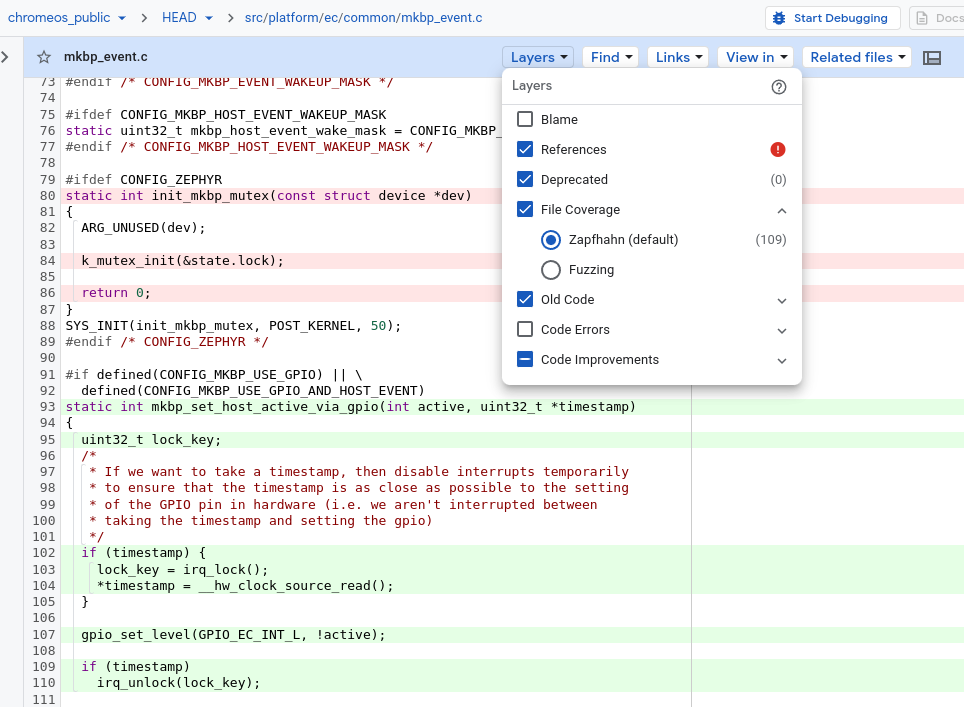 chromeos_public HEAD src/platform/ec/common/mkbp_event.c Start Debugging Docs
mkbp_event.c Layers Find Links View in Related files
73 #endif /* CONFIG_MKBP_EVENT_WAKEUP_MASK */
74
75 #ifdef CONFIG_MKBP_HOST_EVENT_WAKEUP_MASK
76 static uint32_t mkbp_host_event_wake_mask = CONFIG_MKBP_
77 #endif /* CONFIG_MKBP_HOST_EVENT_WAKEUP_MASK */
78
79 #ifdef CONFIG_ZEPHYR
80 static int init_mkbp_mutex(const struct device *dev)
81 {
82 ARG_UNUSED(dev);
83
84 k_mutex_init(&state.lock);
85
86 return 0;
87 }
88 SYS_INIT(init_mkbp_mutex, POST_KERNEL, 50);
89 #endif /* CONFIG_ZEPHYR */
90
91 #if defined(CONFIG_MKBP_USE_GPIO) || \
92 defined(CONFIG_MKBP_USE_GPIO_AND_HOST_EVENT)
93 static int mkbp_set_host_active_via_gpio(int active, uint32_t *timestamp)
94 {
95 uint32_t lock_key;
96 /*
97 * If we want to take a timestamp, then disable interrupts temporarily
98 * to ensure that the timestamp is as close as possible to the setting
99 * of the GPIO pin in hardware (i.e. we aren't interrupted between
100 * taking the timestamp and setting the gpio)
101 */
102 if (timestamp) {
103 lock_key = irq_lock();
104 *timestamp = __hw_clock_source_read();
105 }
106
107 gpio_set_level(GPIO_EC_INT_L, !active);
108
109 if (timestamp)
110 irq_unlock(lock_key);
111
Layers
Blame
References
Deprecated (0)
File Coverage
Zapfhahn (default) (109)
Fuzzing
Old Code
Code Errors
Code Improvements